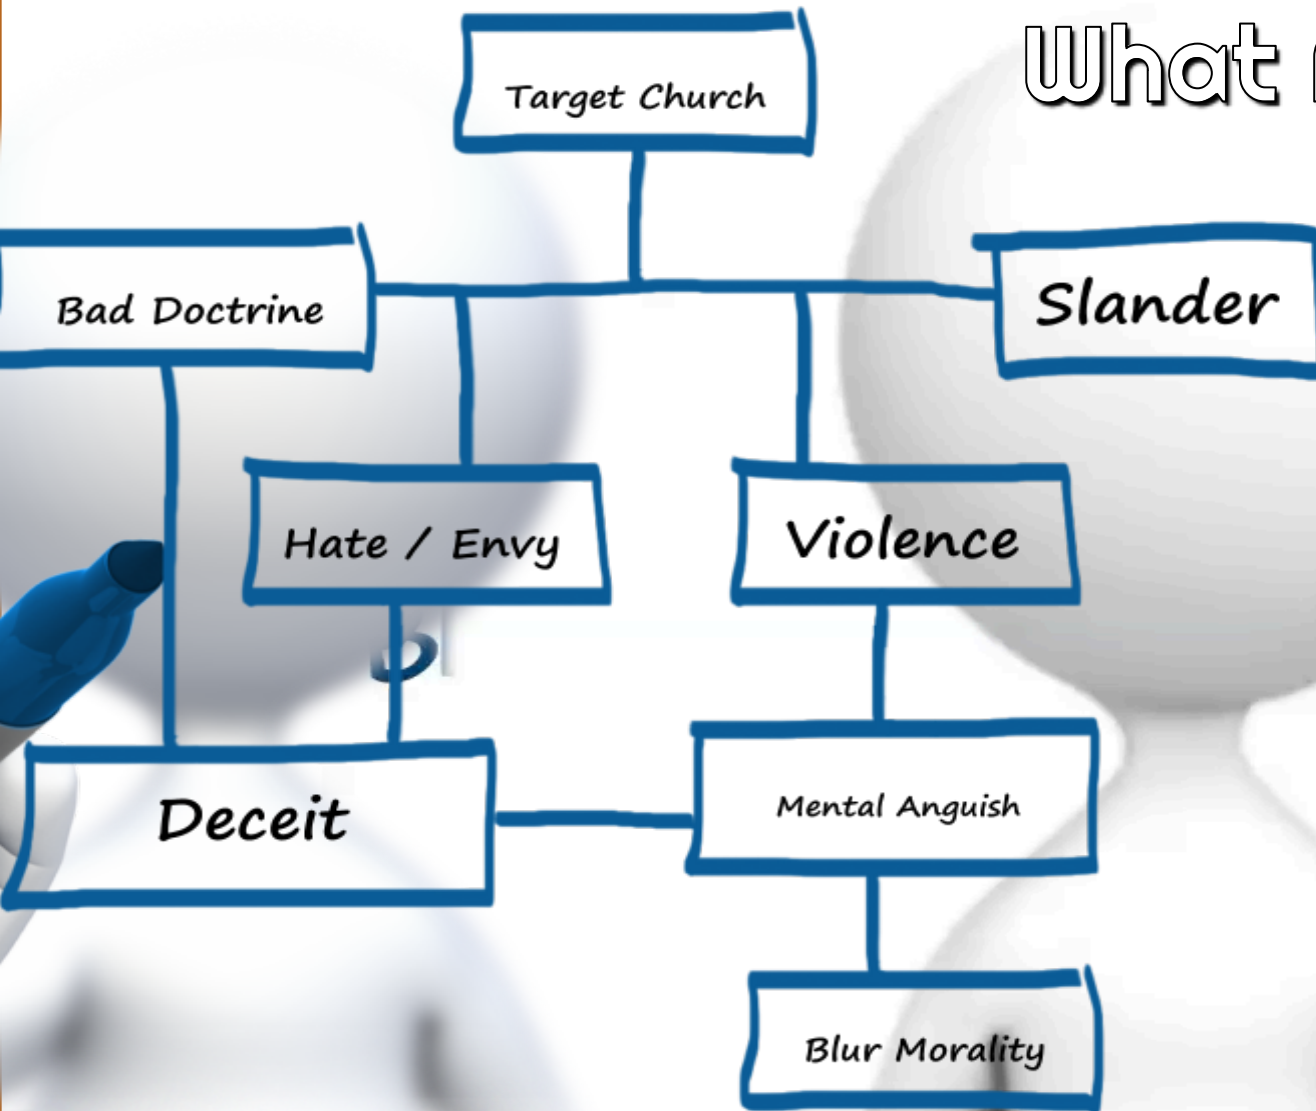 What
Target Church
Bad Doctrine
Slander
Hate / Envy
Violence
Deceit
Mental Anguish
Blur Morality